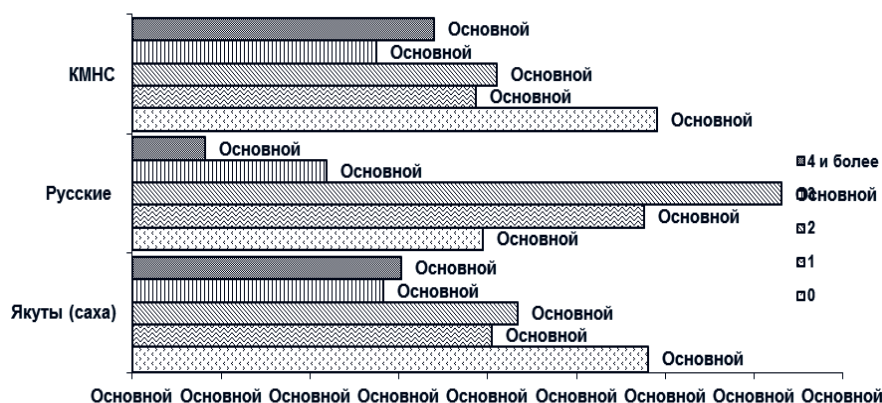 Основной
КМНС Основной
Основной
Основной
Основной
Основной
Русские Основной
Основной
Основной
Основной
Основной
Якуты (саха) Основной
Основной
Основной
Основной
4 и более
3
2
1
0
Основной Основной Основной Основной Основной Основной Основной Основной Основной